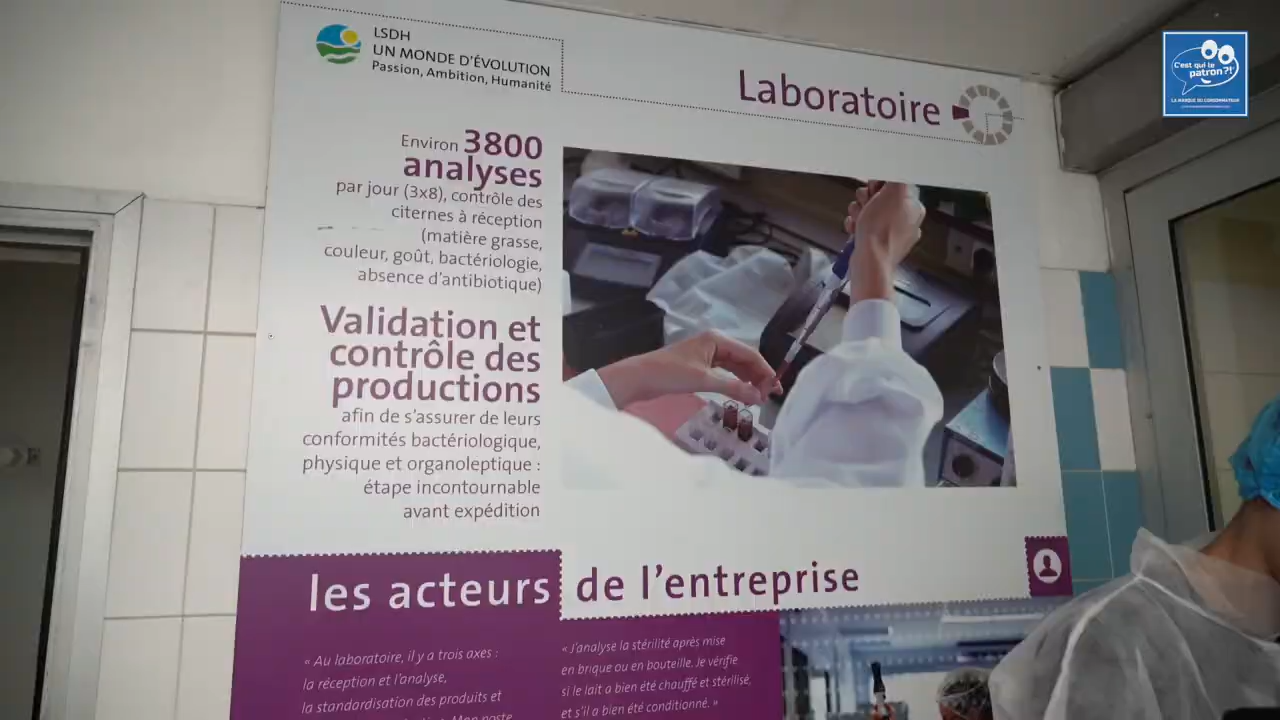 LSDH
UN MONDE D'ÉVOLUTION
Passion, Ambition, Humanité
Laboratoire
Environ 3800
analyses
par jour (3x8), contrôle des
citernes à réception
(matière grasse,
couleur, goût, bactériologie,
absence d'antibiotique)
Validation et
contrôle des
productions
afin de s'assurer de leurs
conformités bactériologique,
physique et organoleptique :
étape incontournable
avant expédition
les acteurs de l'entreprise
« Au laboratoire, il y a trois axes :
la réception et l'analyse,
la standardisation des produits et
« J'analyse la stérilité après mise
en brique ou en bouteille. Je vérifie
si le lait a bien été chauffé et stérilisé,
et s'il a bien été conditionné. »
C'est qui le
patron ?!
LA MARQUE DU CONSOMMATEUR